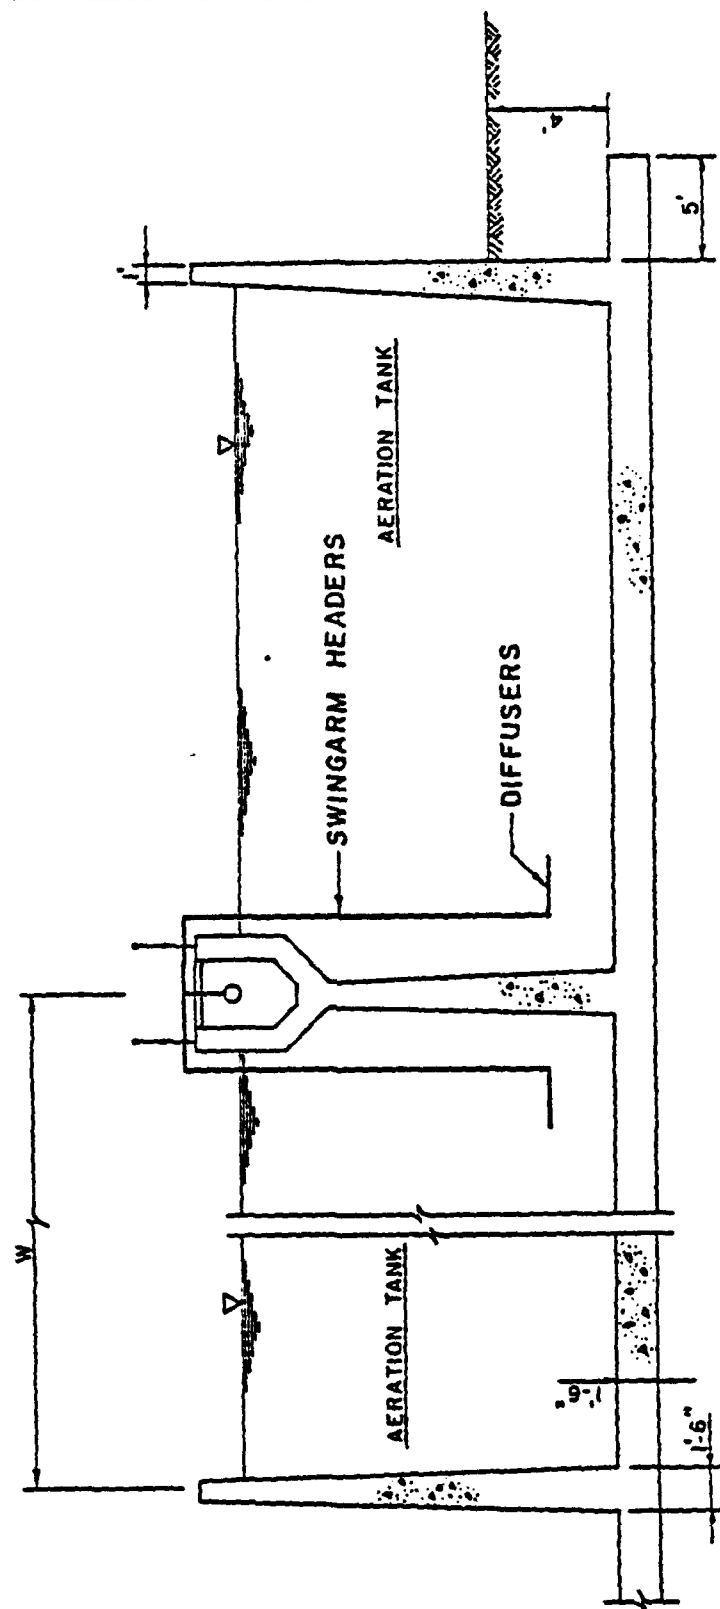 W
1'
4'
5'
AERATION TANK
SWINGARM HEADERS
DIFFUSERS
AERATION TANK
1'-6"
1'-6"